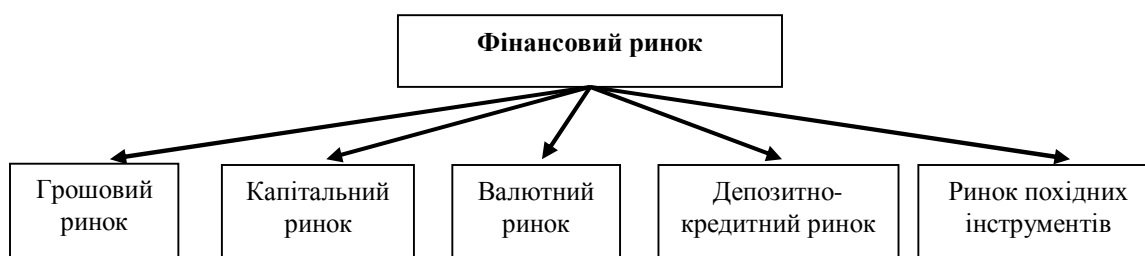 Фінансовий ринок
Грошовий
ринок
Капітальний
ринок
Валютний
ринок
Депозитно-
кредитний ринок
Ринок похідних
інструментів